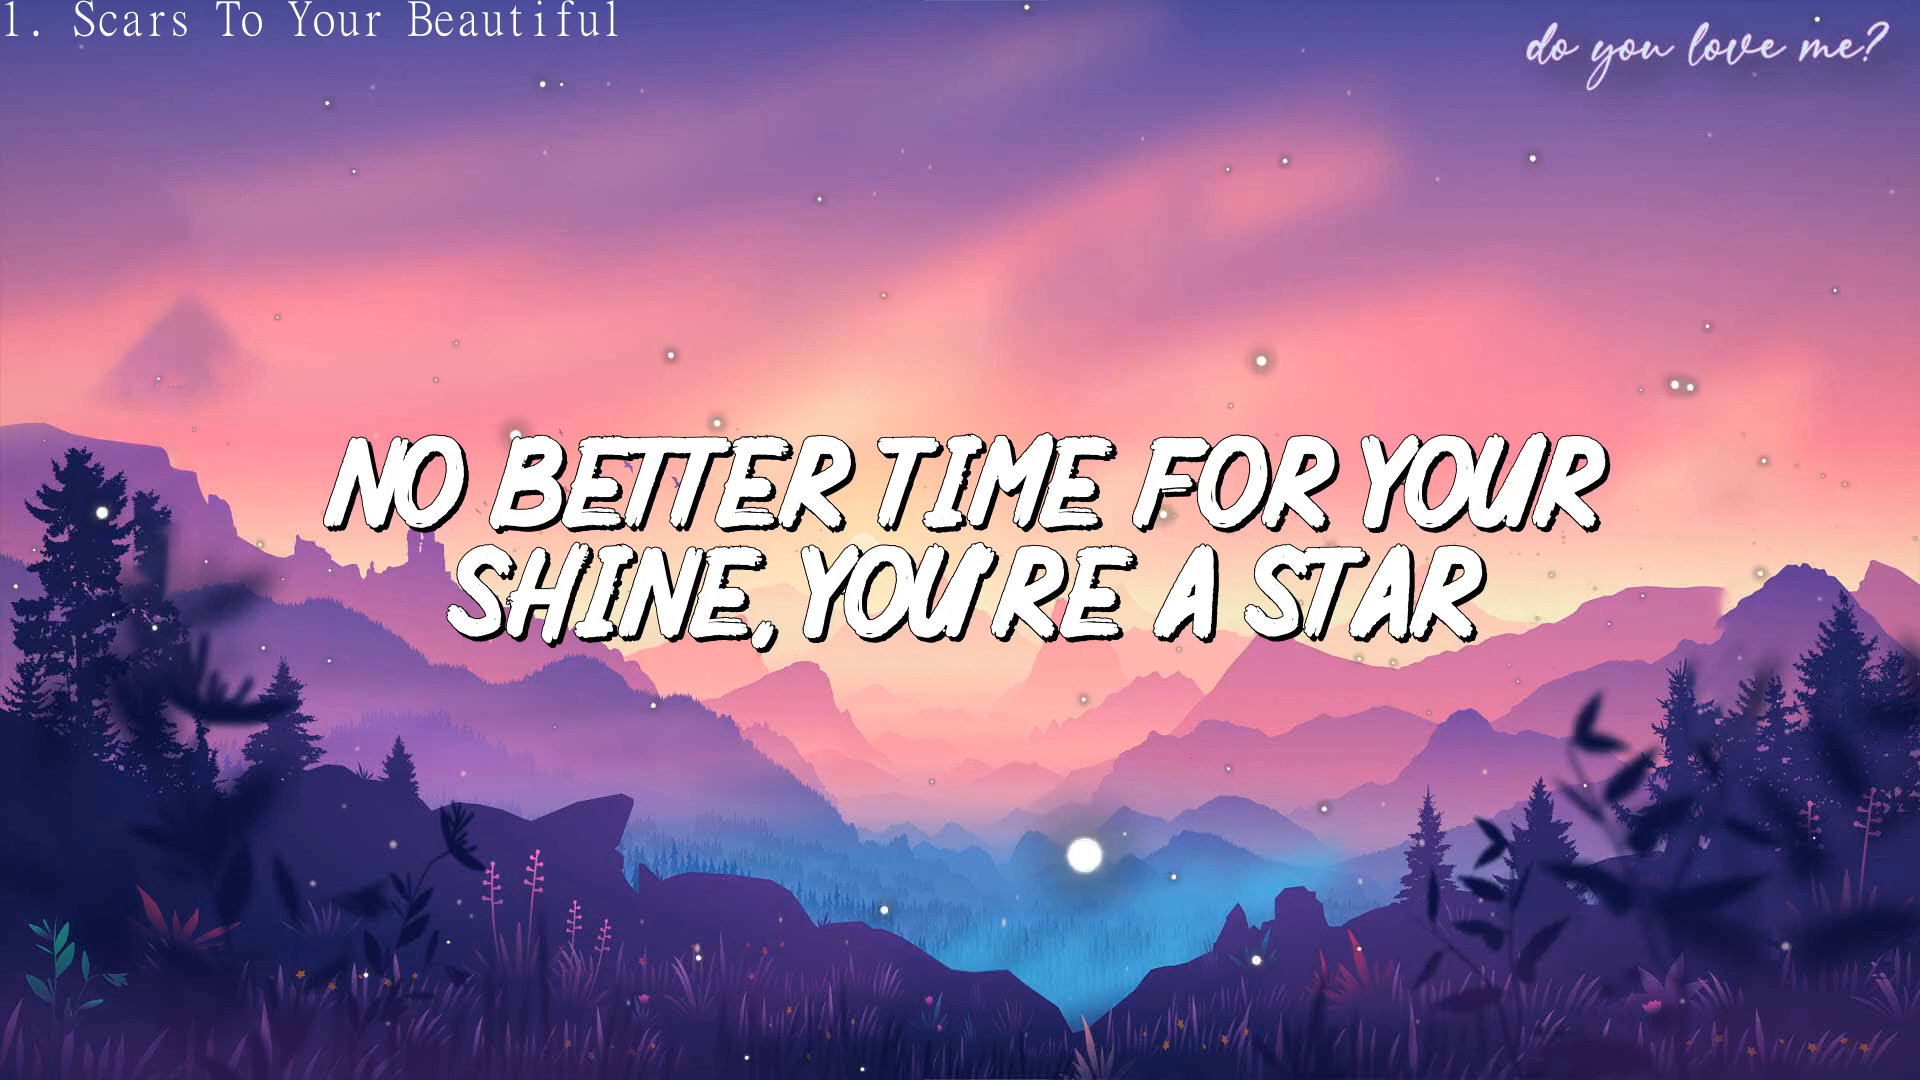 1. Scars To Your Beautiful
do you love me?
NO BETTER TIME FOR YOUR
SHINE, YOU'RE A STAR